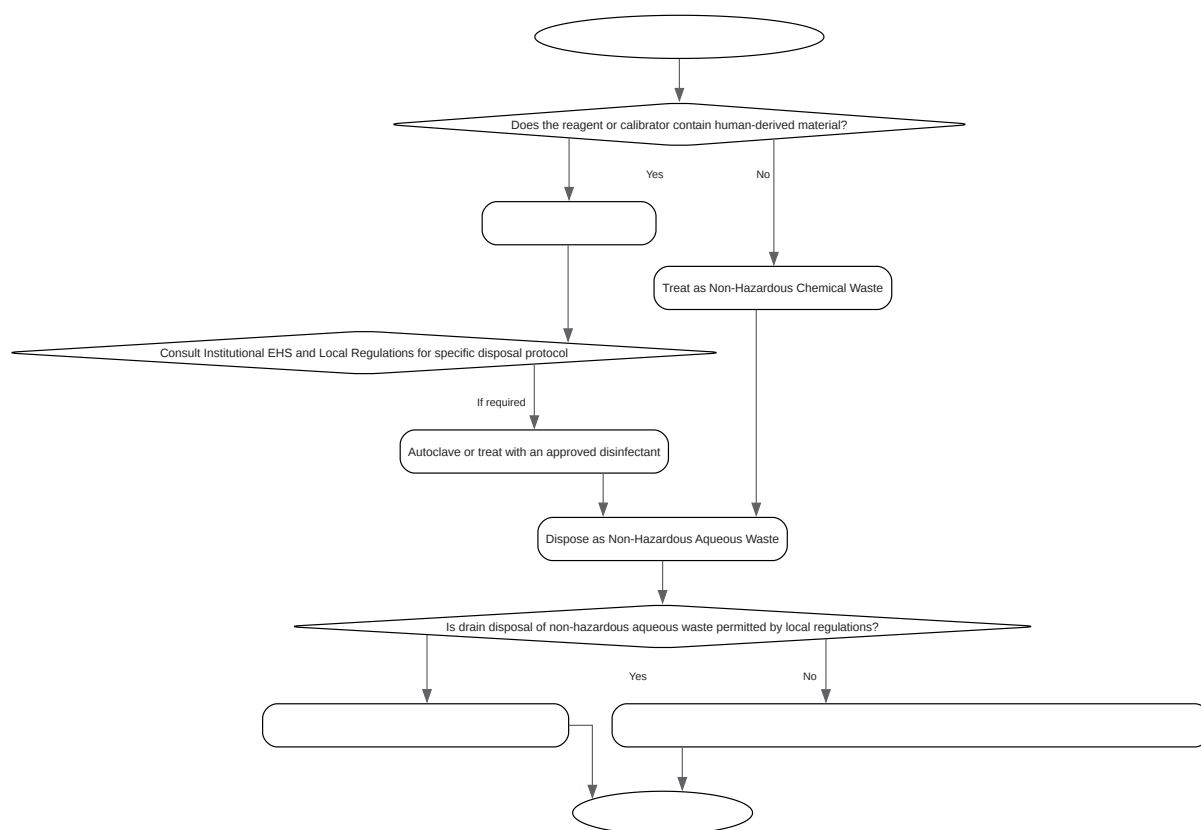 Does the reagent or calibrator contain human-derived material?
Yes
No
Treat as Non-Hazardous Chemical Waste
Consult Institutional EHS and Local Regulations for specific disposal protocol
If required
Autoclave or treat with an approved disinfectant
Dispose as Non-Hazardous Aqueous Waste
Is drain disposal of non-hazardous aqueous waste permitted by local regulations?
Yes
No